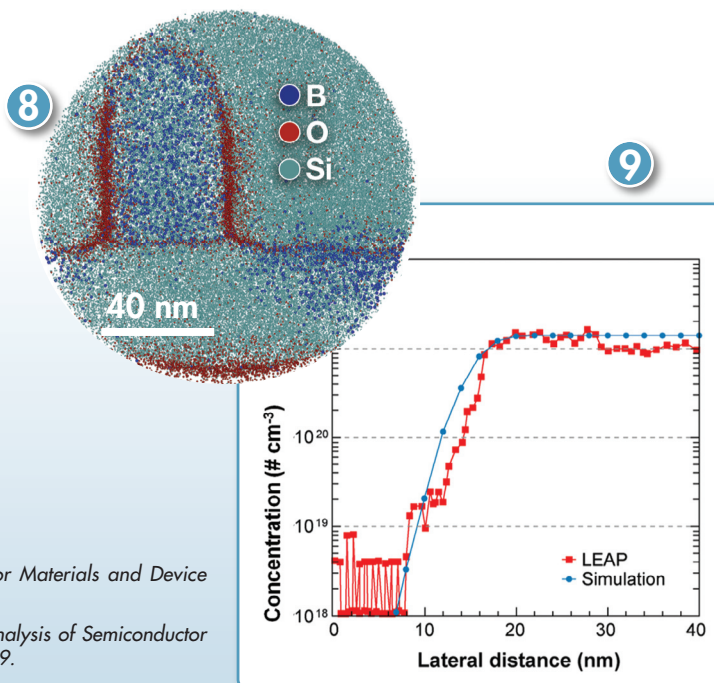 8
B
O
Si
40 nm
9
Concentration (# cm-3)
10²⁰
10¹⁹
10¹⁸
LEAP
Simulation
0 10 20 30 40
Lateral distance (nm)
or Materials and Device
nalysis of Semiconductor
9.